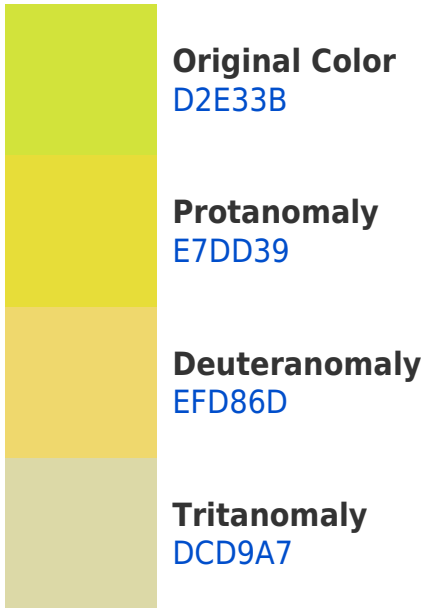 Original Color
D2E33B
Protanomaly
E7DD39
Deuteranomaly
EFD86D
Tritanomaly
DCD9A7